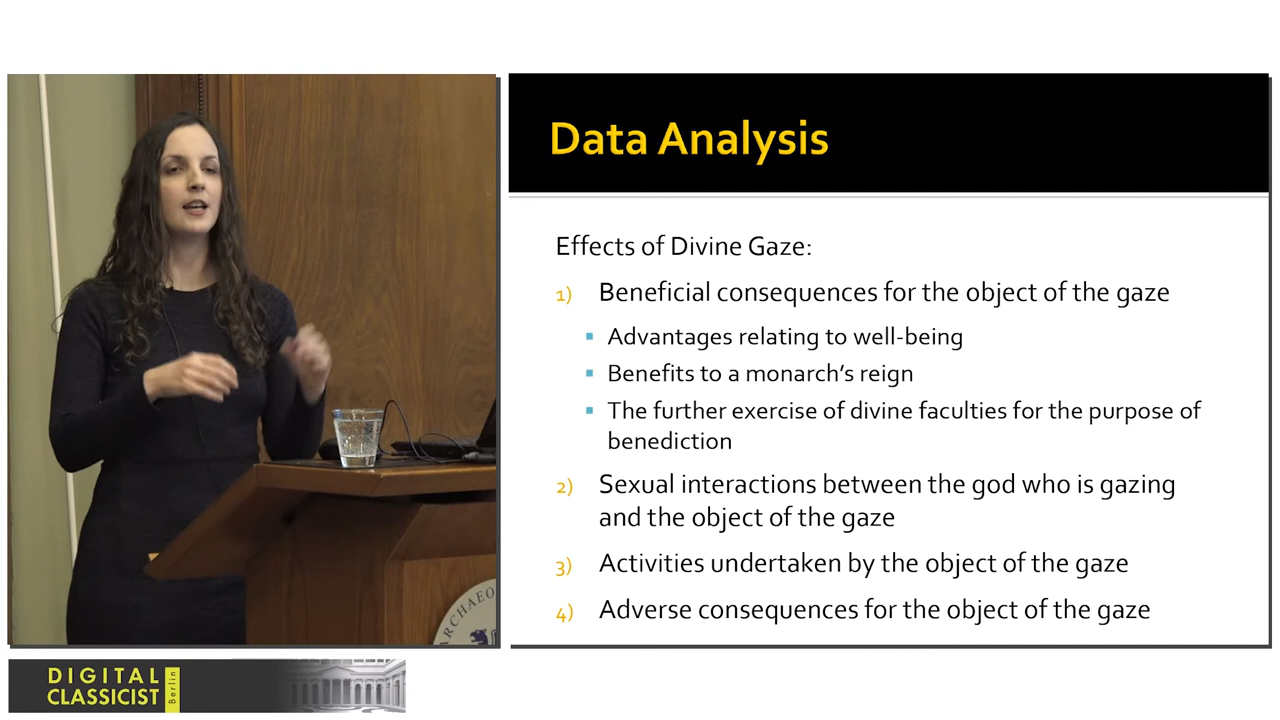 Data Analysis
Effects of Divine Gaze:
1) Beneficial consequences for the object of the gaze
▪ Advantages relating to well-being
▪ Benefits to a monarch's reign
▪ The further exercise of divine faculties for the purpose of
benediction
2) Sexual interactions between the god who is gazing
and the object of the gaze
3) Activities undertaken by the object of the gaze
4) Adverse consequences for the object of the gaze
DIGITAL
CLASSICIST
Berlin